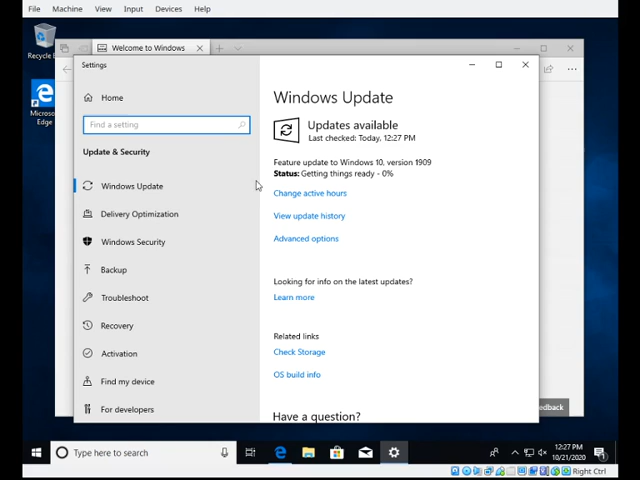 File Machine View Input Devices Help
Recycle
Welcome to Windows
Settings
Micros
Edge
Home
Find a setting
Update & Security
Windows Update
Delivery Optimization
Windows Security
Backup
Troubleshoot
Recovery
Activation
Find my device
For developers
Windows Update
Updates available
Last checked: Today, 12:27 PM
Feature update to Windows 10, version 1909
Status: Getting things ready - 0%
Change active hours
View update history
Advanced options
Looking for info on the latest updates?
Learn more
Related links
Check Storage
OS build info
Have a question?
edback
Type here to search
12:27 PM
10/21/2020
1
Right Ctrl